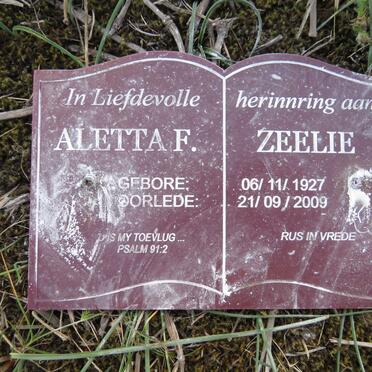 In Liefdevolle herinnring aan
ALETTA F. ZEELIE
GEBORE: 06/11/1927
OORLEDE: 21/09/2009
IS MY TOEVLUG ...
PSALM 91:2
RUS IN VREDE